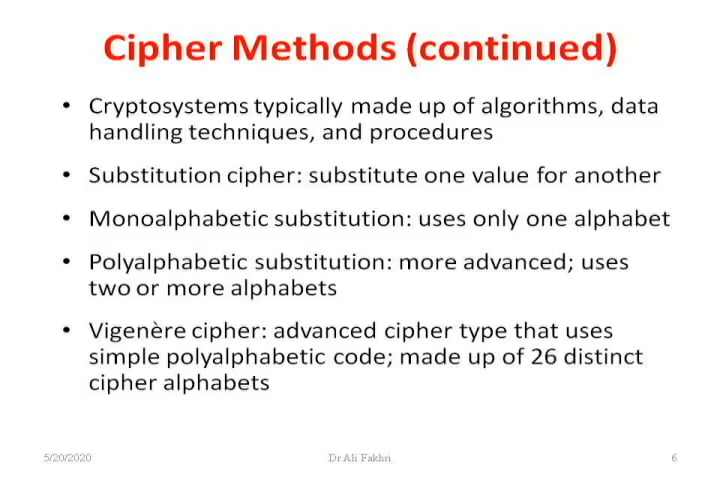 Cipher Methods (continued)
• Cryptosystems typically made up of algorithms, data
handling techniques, and procedures
• Substitution cipher: substitute one value for another
• Monoalphabetic substitution: uses only one alphabet
• Polyalphabetic substitution: more advanced; uses
two or more alphabets
• Vigenère cipher: advanced cipher type that uses
simple polyalphabetic code; made up of 26 distinct
cipher alphabets
5/20/2020 Dr Ali Fakhri 6